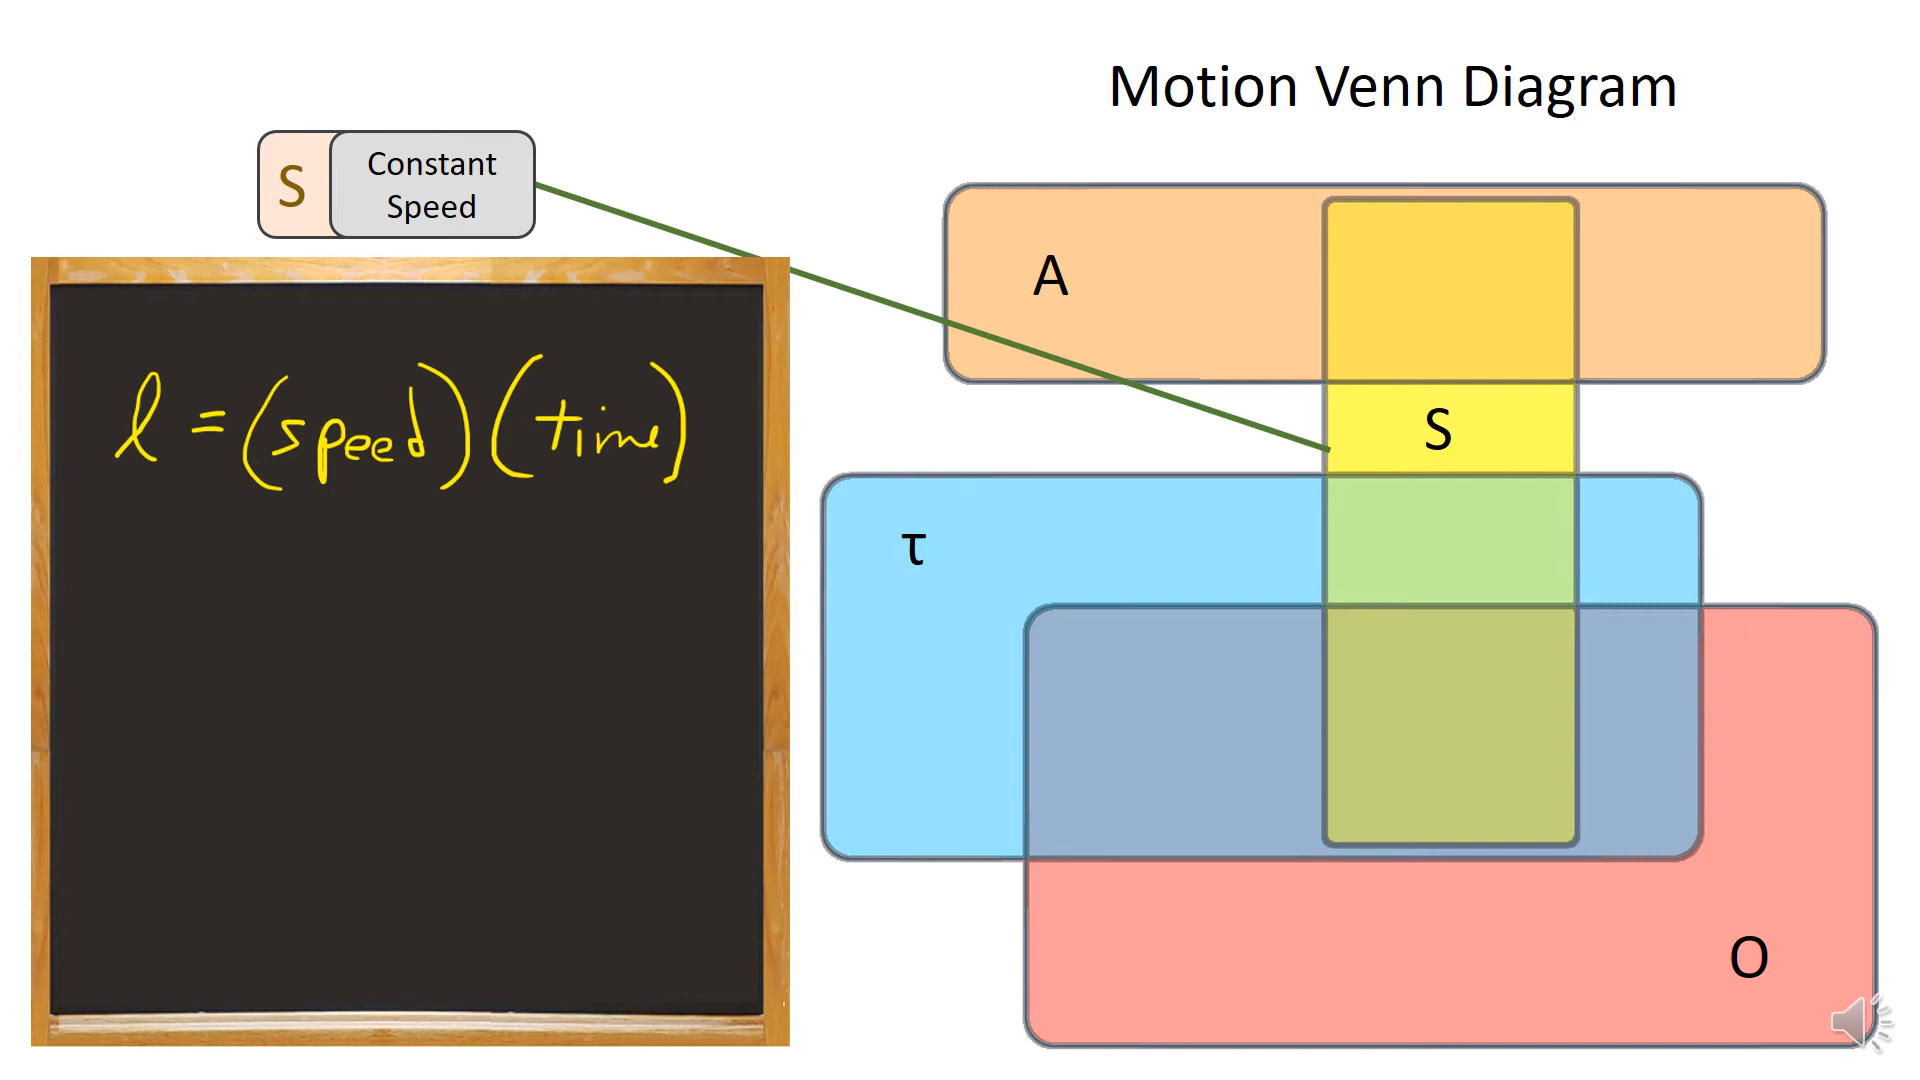 Motion Venn Diagram
S
Constant
Speed
ℓ = (speed)(time)
A
S
τ
O